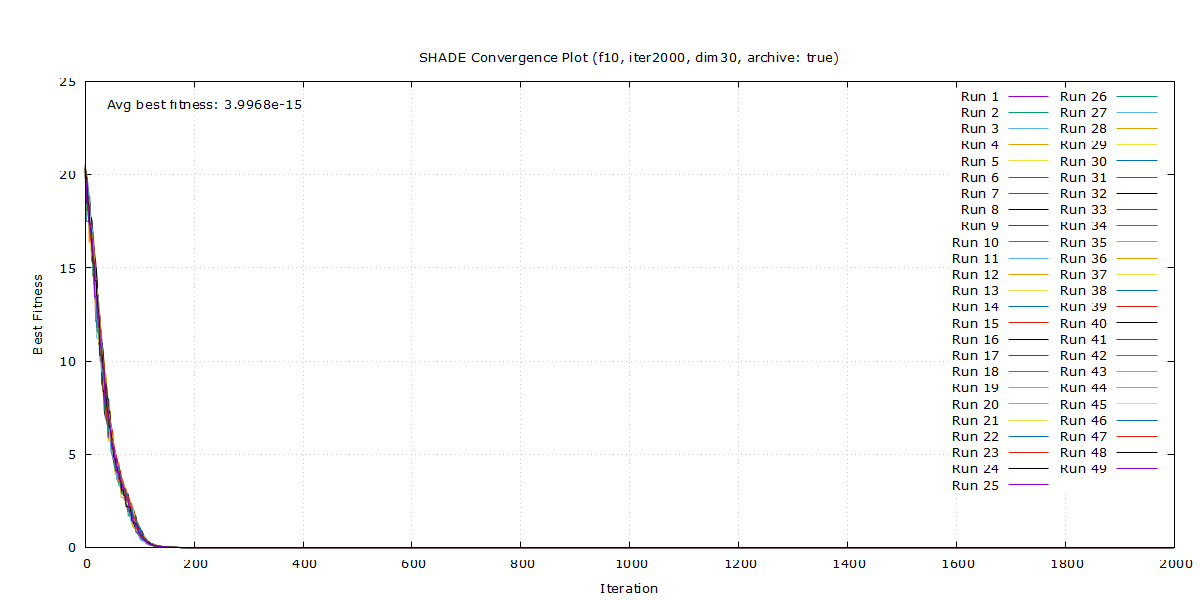 SHADE Convergence Plot (f10, iter2000, dim30, archive: true)
Avg best fitness: 3.9968e-15
25
20
15
10
5
0
Best Fitness
0 200 400 600 800 1000 1200 1400 1600 1800 2000
Iteration
Run 1 Run 26
Run 2 Run 27
Run 3 Run 28
Run 4 Run 29
Run 5 Run 30
Run 6 Run 31
Run 7 Run 32
Run 8 Run 33
Run 9 Run 34
Run 10 Run 35
Run 11 Run 36
Run 12 Run 37
Run 13 Run 38
Run 14 Run 39
Run 15 Run 40
Run 16 Run 41
Run 17 Run 42
Run 18 Run 43
Run 19 Run 44
Run 20 Run 45
Run 21 Run 46
Run 22 Run 47
Run 23 Run 48
Run 24 Run 49
Run 25